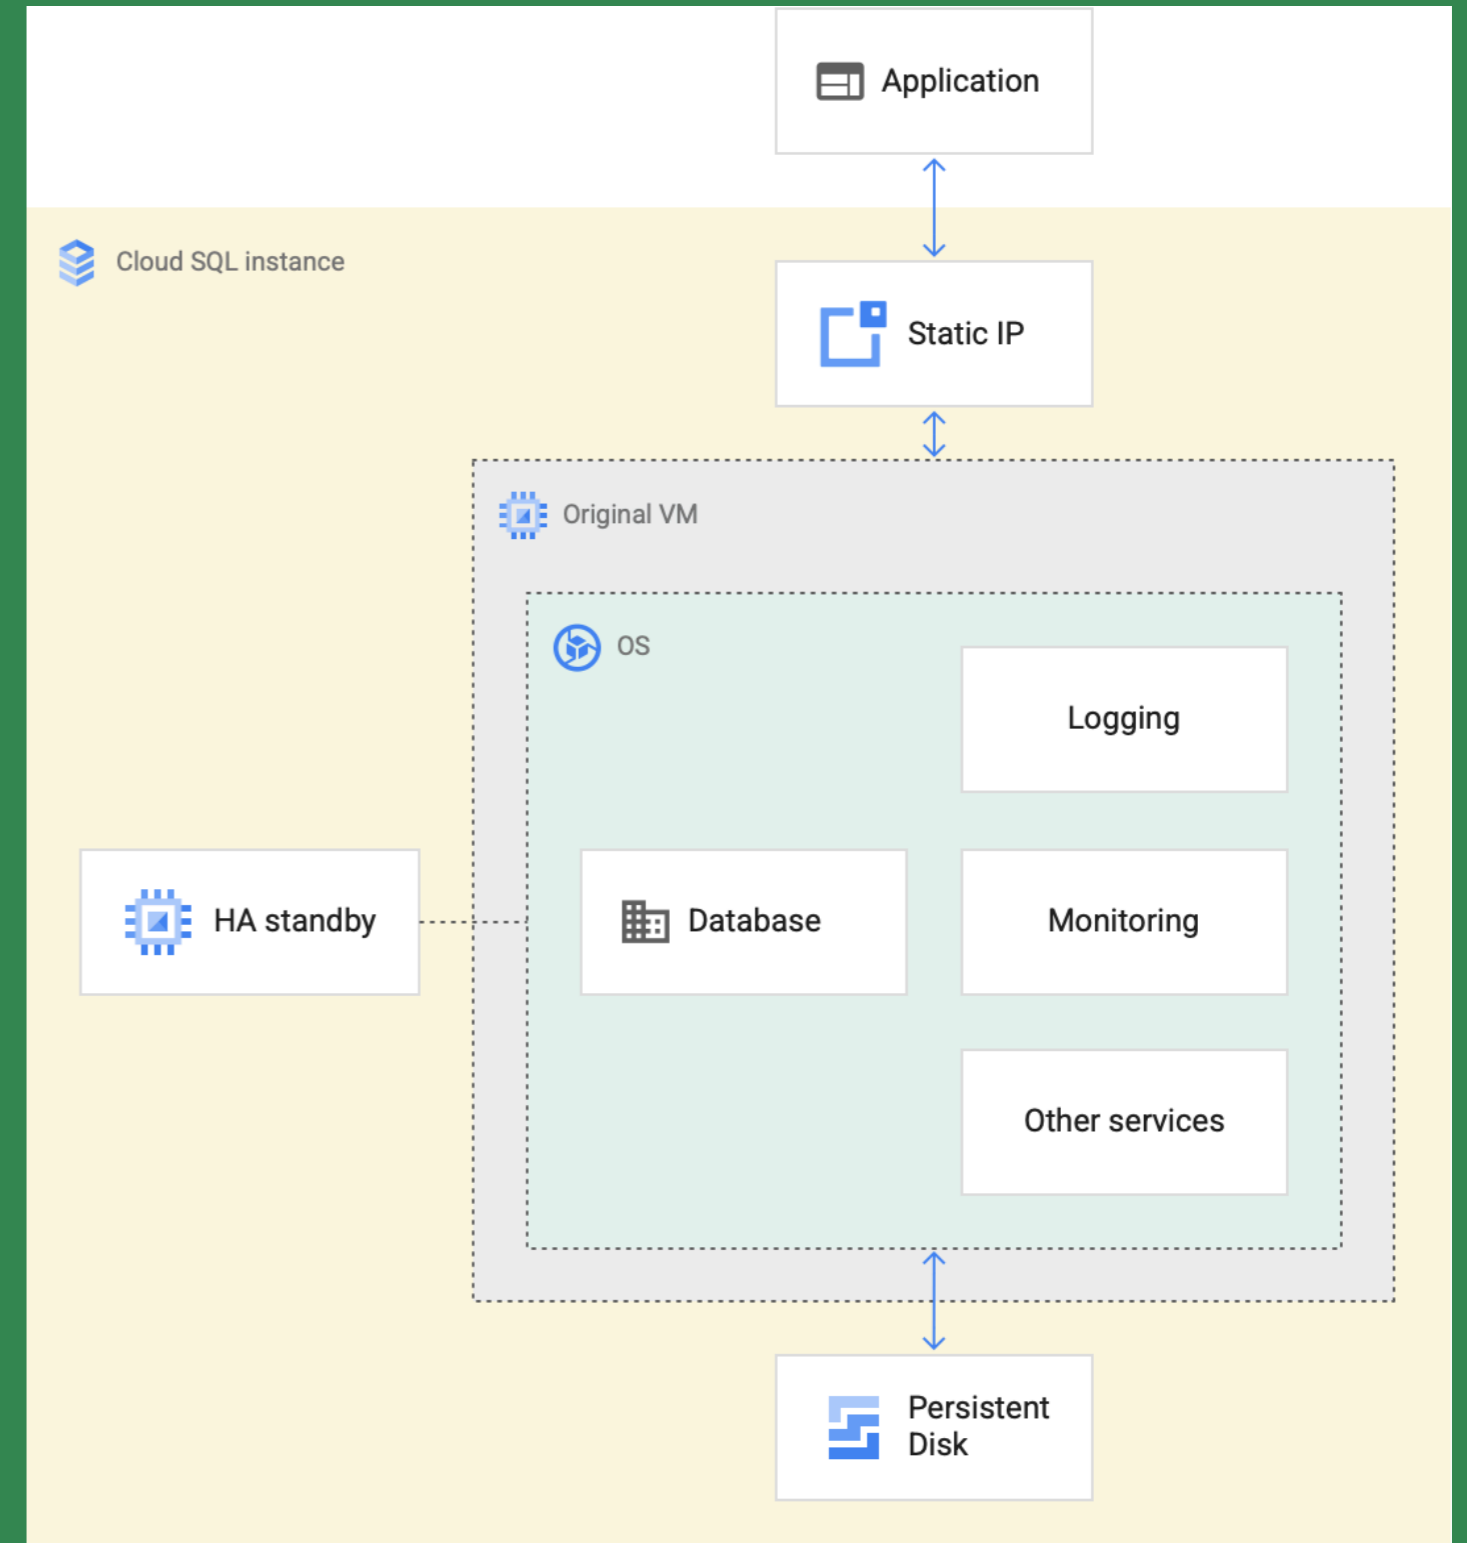 Application
Cloud SQL instance
Static IP
Original VM
OS
Logging
HA standby
Database
Monitoring
Other services
Persistent
Disk